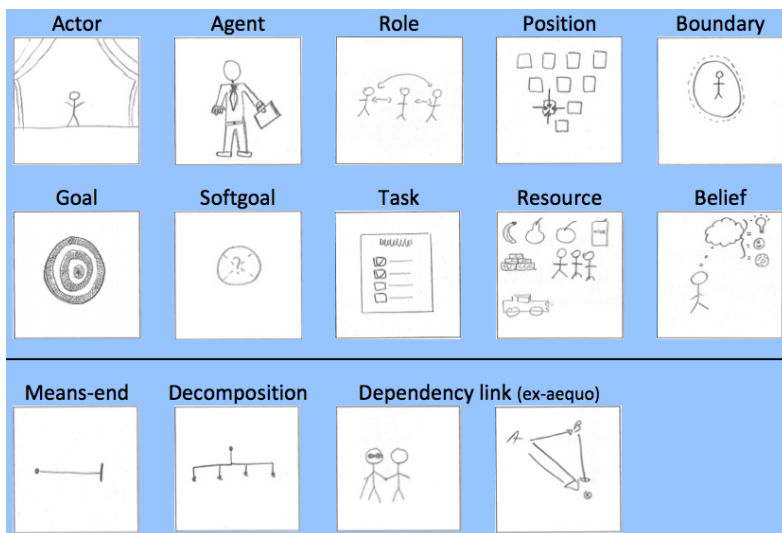 Actor Agent Role Position Boundary
Goal Softgoal Task Resource Belief
?
Means-end Decomposition Dependency link (ex-aequo)
A B